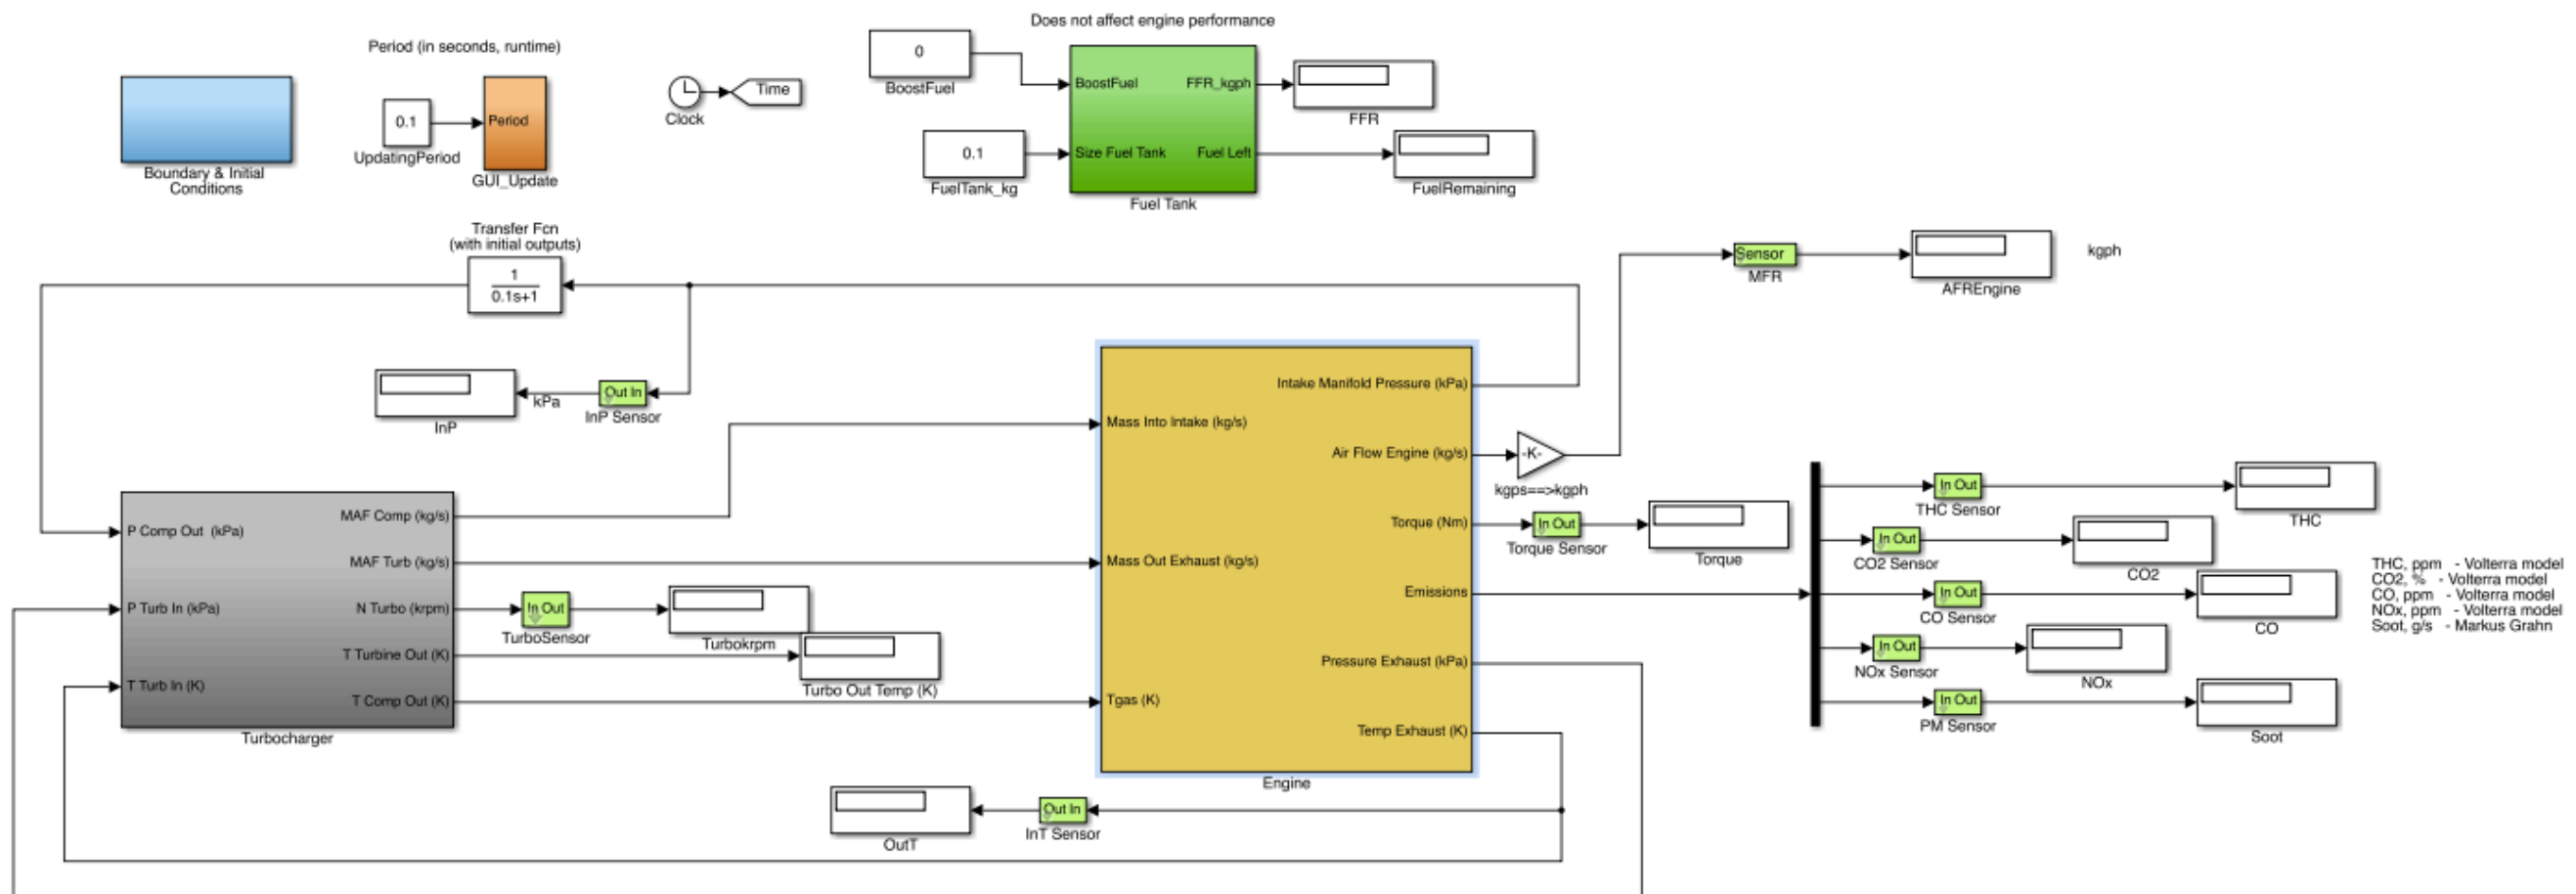 Does not affect engine performance
Period (in seconds, runtime)
0
BoostFuel
BoostFuel
FFR_kgph
FFR
0.1
UpdatingPeriod
Period
GUI_Update
Time
Clock
0.1
FuelTank_kg
Size Fuel Tank
Fuel Left
FuelRemaining
Fuel Tank
Boundary & Initial
Conditions
Transfer Fcn
(with initial outputs)
1
0.1s+1
Sensor
MFR
AFREngine
kgph
InP
kPa
Out In
InP Sensor
Intake Manifold Pressure (kPa)
Mass Into Intake (kg/s)
Air Flow Engine (kg/s)
-K-
kgps==>kgph
Torque (Nm)
In Out
Torque Sensor
Torque
Mass Out Exhaust (kg/s)
Emissions
Pressure Exhaust (kPa)
Tgas (K)
Temp Exhaust (K)
Engine
P Comp Out (kPa)
MAF Comp (kg/s)
MAF Turb (kg/s)
P Turb In (kPa)
N Turbo (krpm)
T Turbine Out (K)
T Turb In (K)
T Comp Out (K)
Turbocharger
In Out
TurboSensor
Turbokrpm
Turbo Out Temp (K)
OutT
Out In
InT Sensor
In Out
THC Sensor
THC
In Out
CO2 Sensor
CO2
In Out
CO Sensor
CO
In Out
NOx Sensor
NOx
In Out
PM Sensor
Soot
THC, ppm - Volterra model
CO2, % - Volterra model
CO, ppm - Volterra model
NOx, ppm - Volterra model
Soot, g/s - Markus Grahn